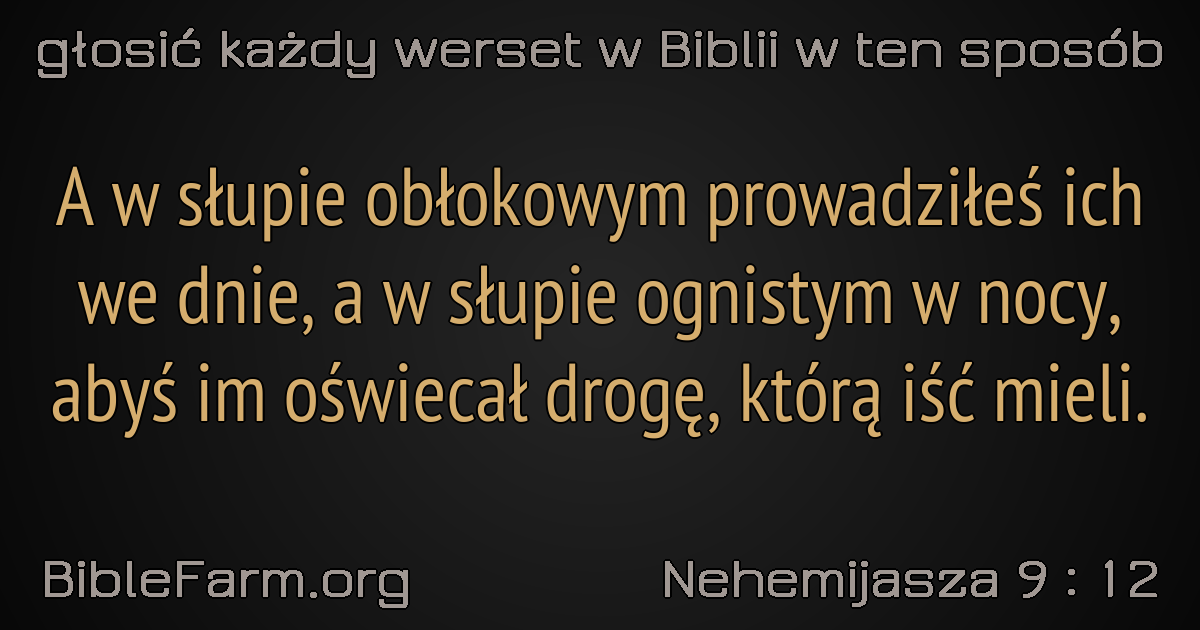 głosić każdy werset w Biblii w ten sposób
A w słupie obłokowym prowadziłeś ich
we dnie, a w słupie ognistym w nocy,
abyś im oświecał drogę, którą iść mieli.
BibleFarm.org
Nehemijasza 9 : 12